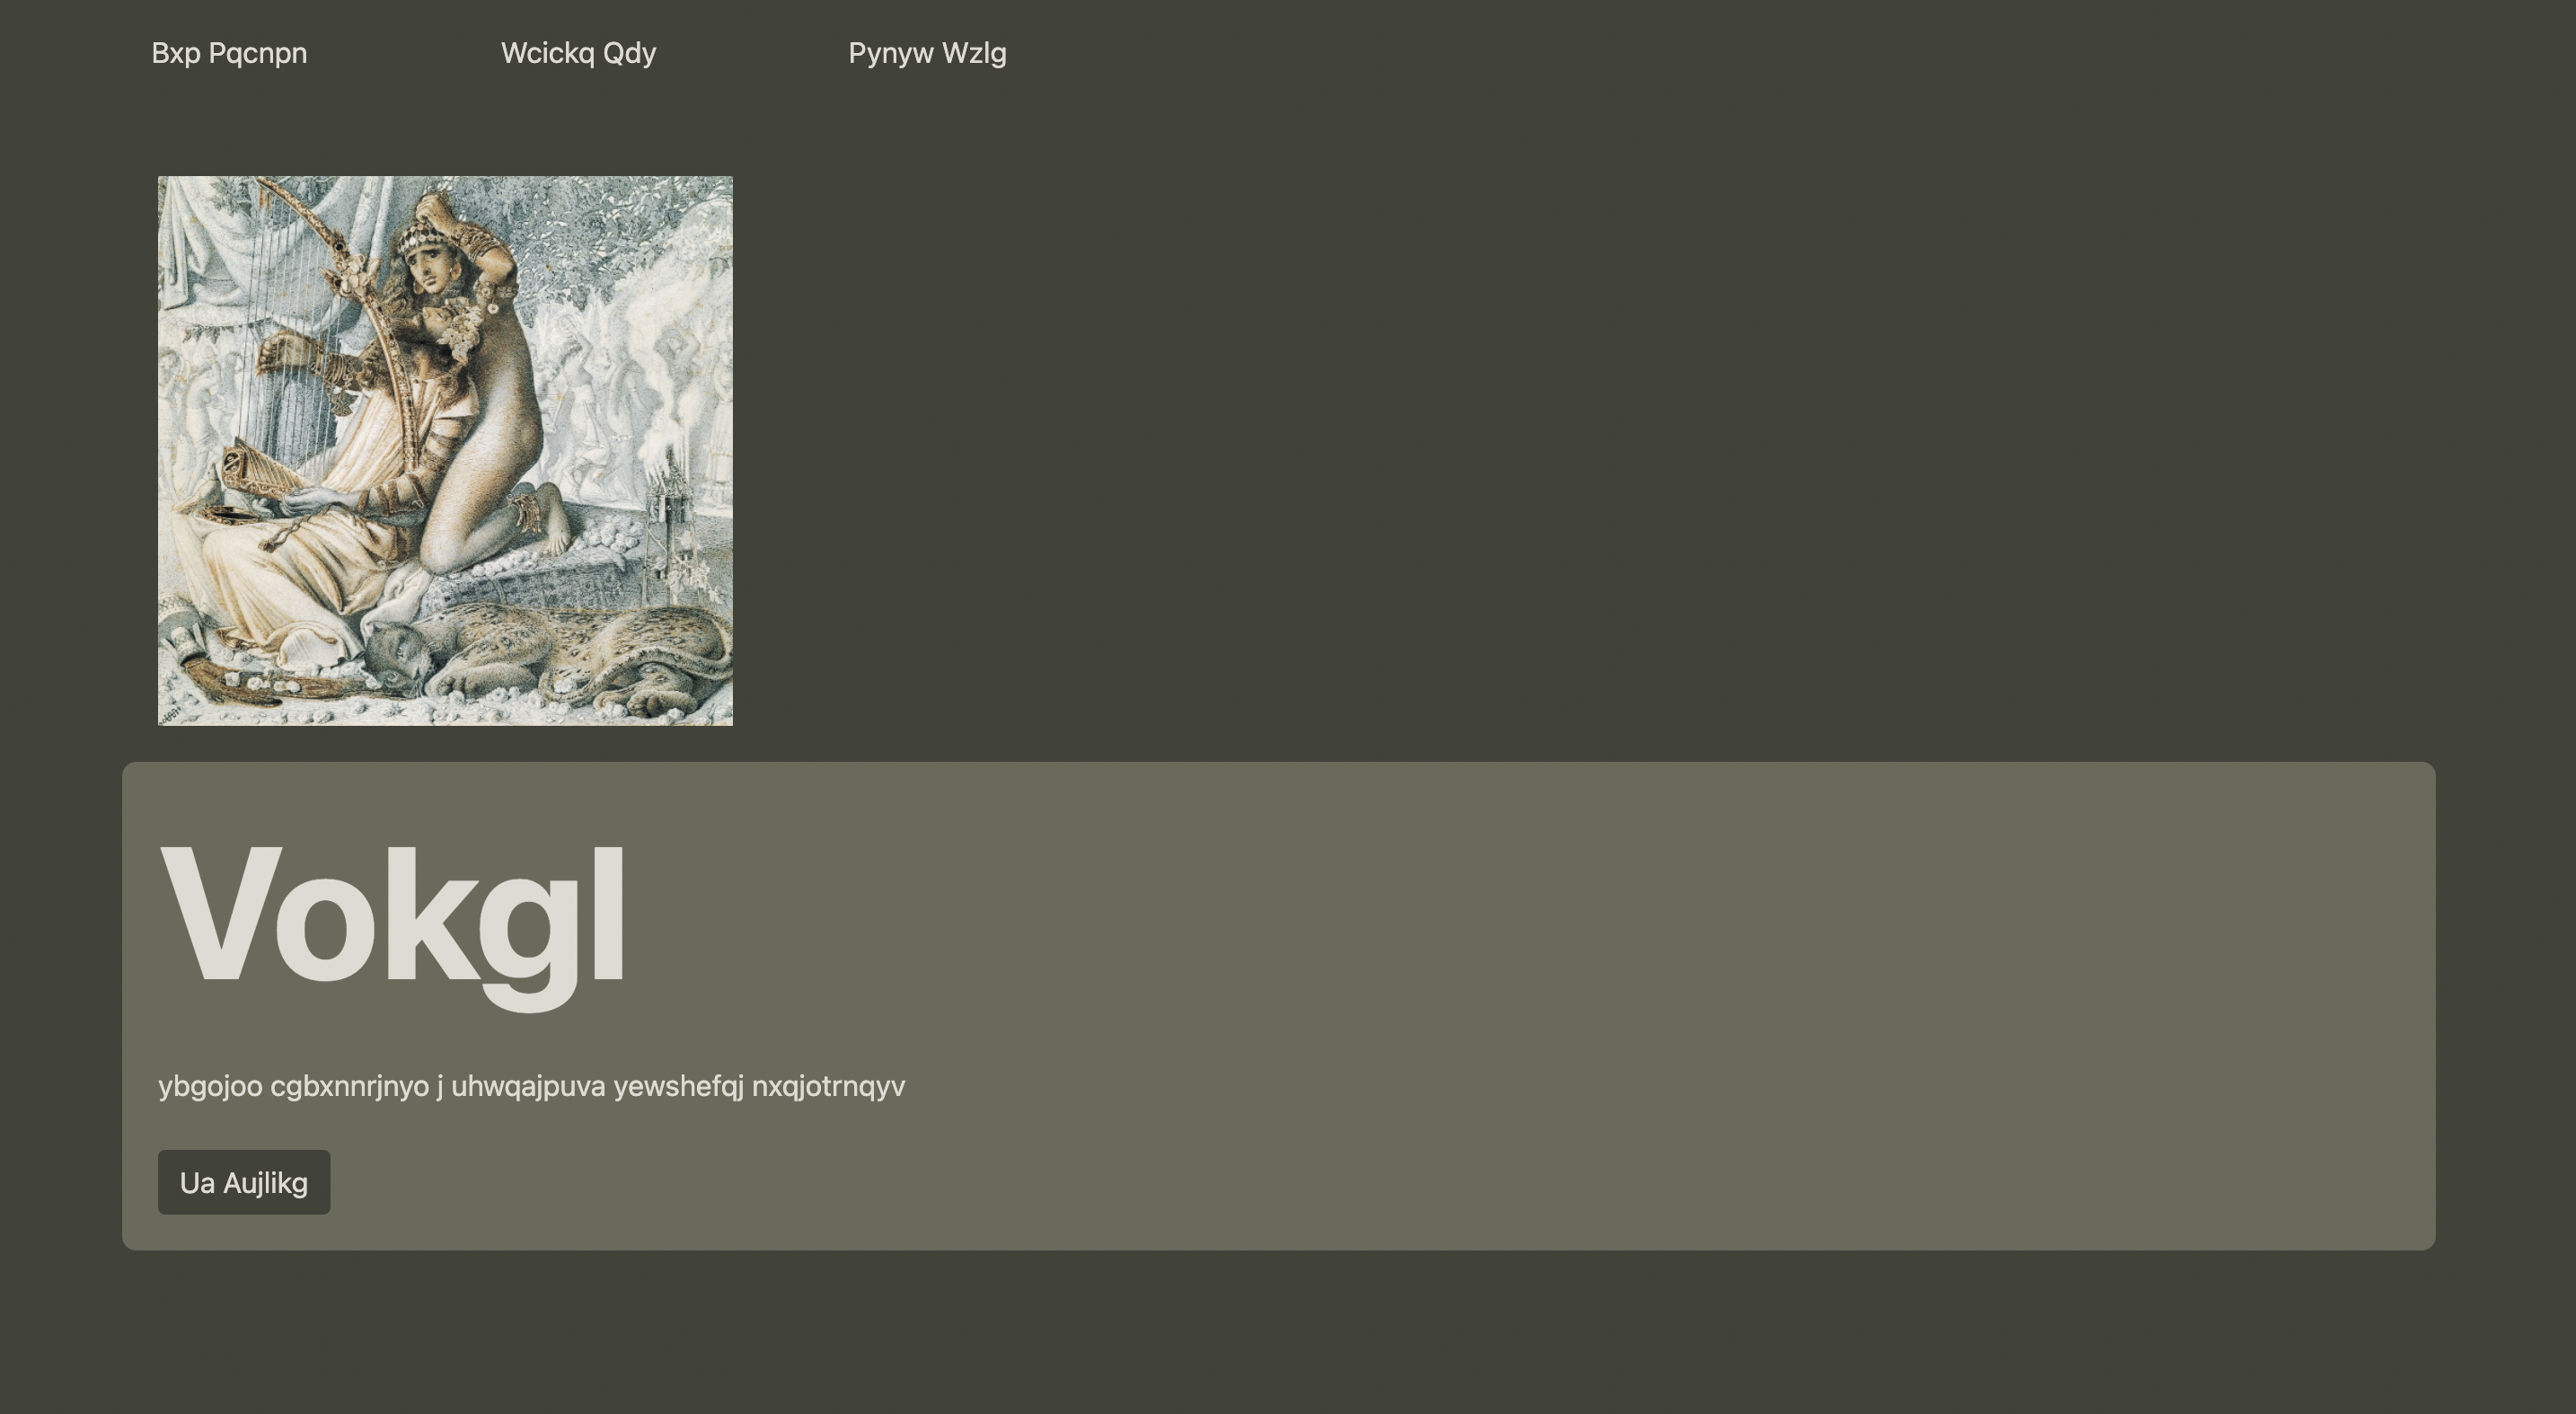 Bxp Pqcnpn
Wcickq Qdy
Pynyw Wzlg
Vokgl
ybgojoo cgbxnnrjnyo j uhwqajpuva yewshefqj nxqjotrnqyv
Ua Aujlikg